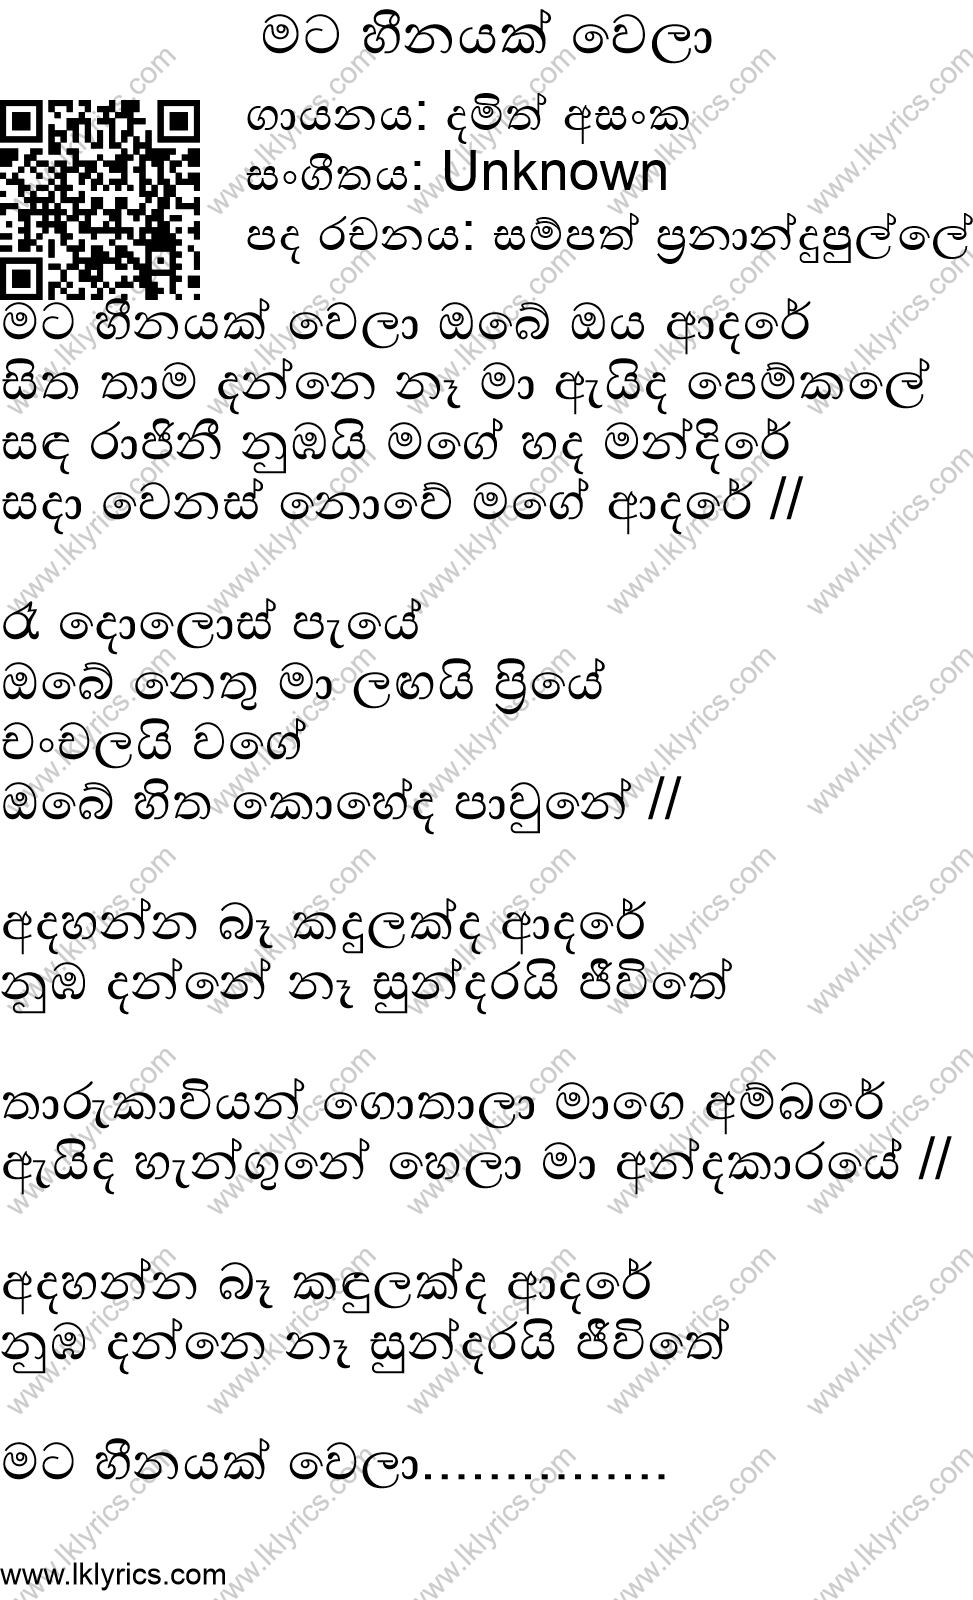 මට හීනයක් වෙලා
ගායනය: දමිත් අසංක
සංගීතය: Unknown
පද රචනය: සම්පත් ප්‍රනාන්දුපුල්ලේ
මට හීනයක් වෙලා ඔබේ ඔය ආදරේ
සිත තාම දන්නෙ නෑ මා ඇයිද පෙම්කලේ
සඳ රාජිනී නුඹයි මගේ හද මන්දිරේ
සදා වෙනස් නොවේ මගේ ආදරේ //
රෑ දොලොස් පැයේ
ඔබේ නෙතු මා ළඟයි ප්‍රියේ
චංචලයි වගේ
ඔබේ හිත කොහේද පාවුනේ //
අදහන්න බෑ කදුලක්ද ආදරේ
නුඹ දන්නේ නෑ සුන්දරයි ජීවිතේ
තාරුකාවියන් ගොතාලා මාගෙ අම්බරේ
ඇයිද හැන්ගුනේ හෙලා මා අන්දකාරයේ //
අදහන්න බෑ කඳුලක්ද ආදරේ
නුඹ දන්නෙ නෑ සුන්දරයි ජීවිතේ
මට හීනයක් වෙලා...............
www.lklyrics.com